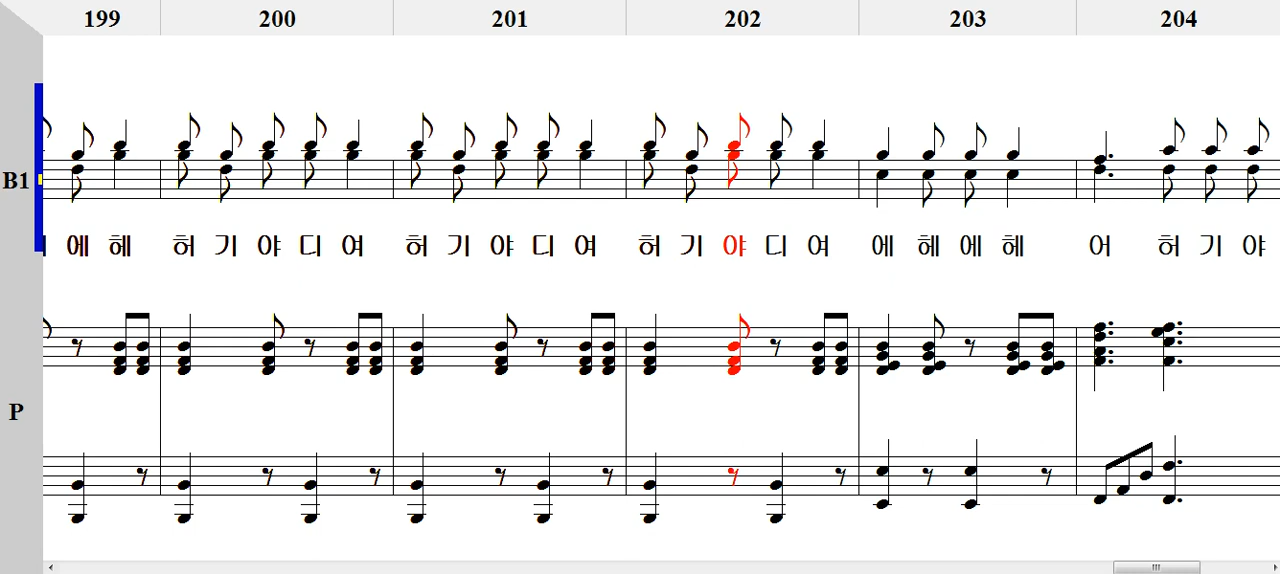 199 200 201 202 203 204
B1
에 헤 허 기 야 디 여 허 기 야 디 여 허 기 야 디 여 에 헤 에 헤 어 허 기 야
P